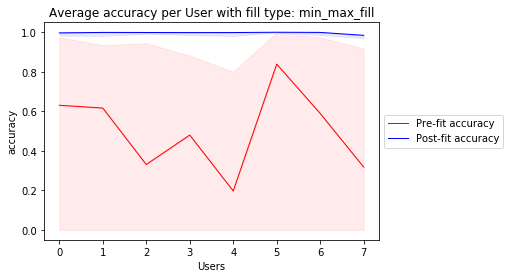 Average accuracy per User with fill type: min_max_fill
1.0
0.8
0.6
0.4
0.2
0.0
accuracy
0 1 2 3 4 5 6 7
Users
Pre-fit accuracy
Post-fit accuracy